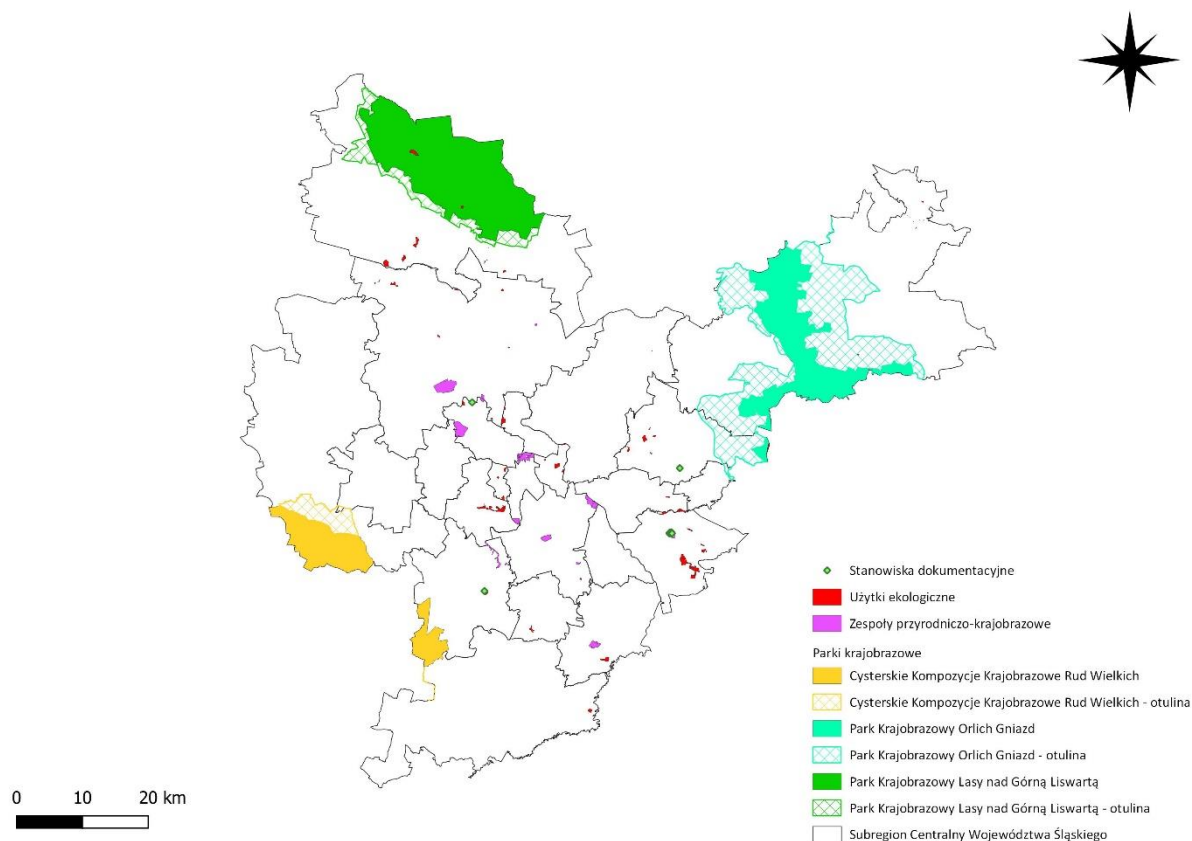 Stanowiska dokumentacyjne
Użytki ekologiczne
Zespoły przyrodniczo-krajobrazowe
Parki krajobrazowe
Cysterskie Kompozycje Krajobrazowe Rud Wielkich
Cysterskie Kompozycje Krajobrazowe Rud Wielkich - otulina
Park Krajobrazowy Orlich Gniazd
Park Krajobrazowy Orlich Gniazd - otulina
Park Krajobrazowy Lasy nad Górną Liswartą
Park Krajobrazowy Lasy nad Górną Liswartą - otulina
Subregion Centralny Województwa Śląskiego
0 10 20 km